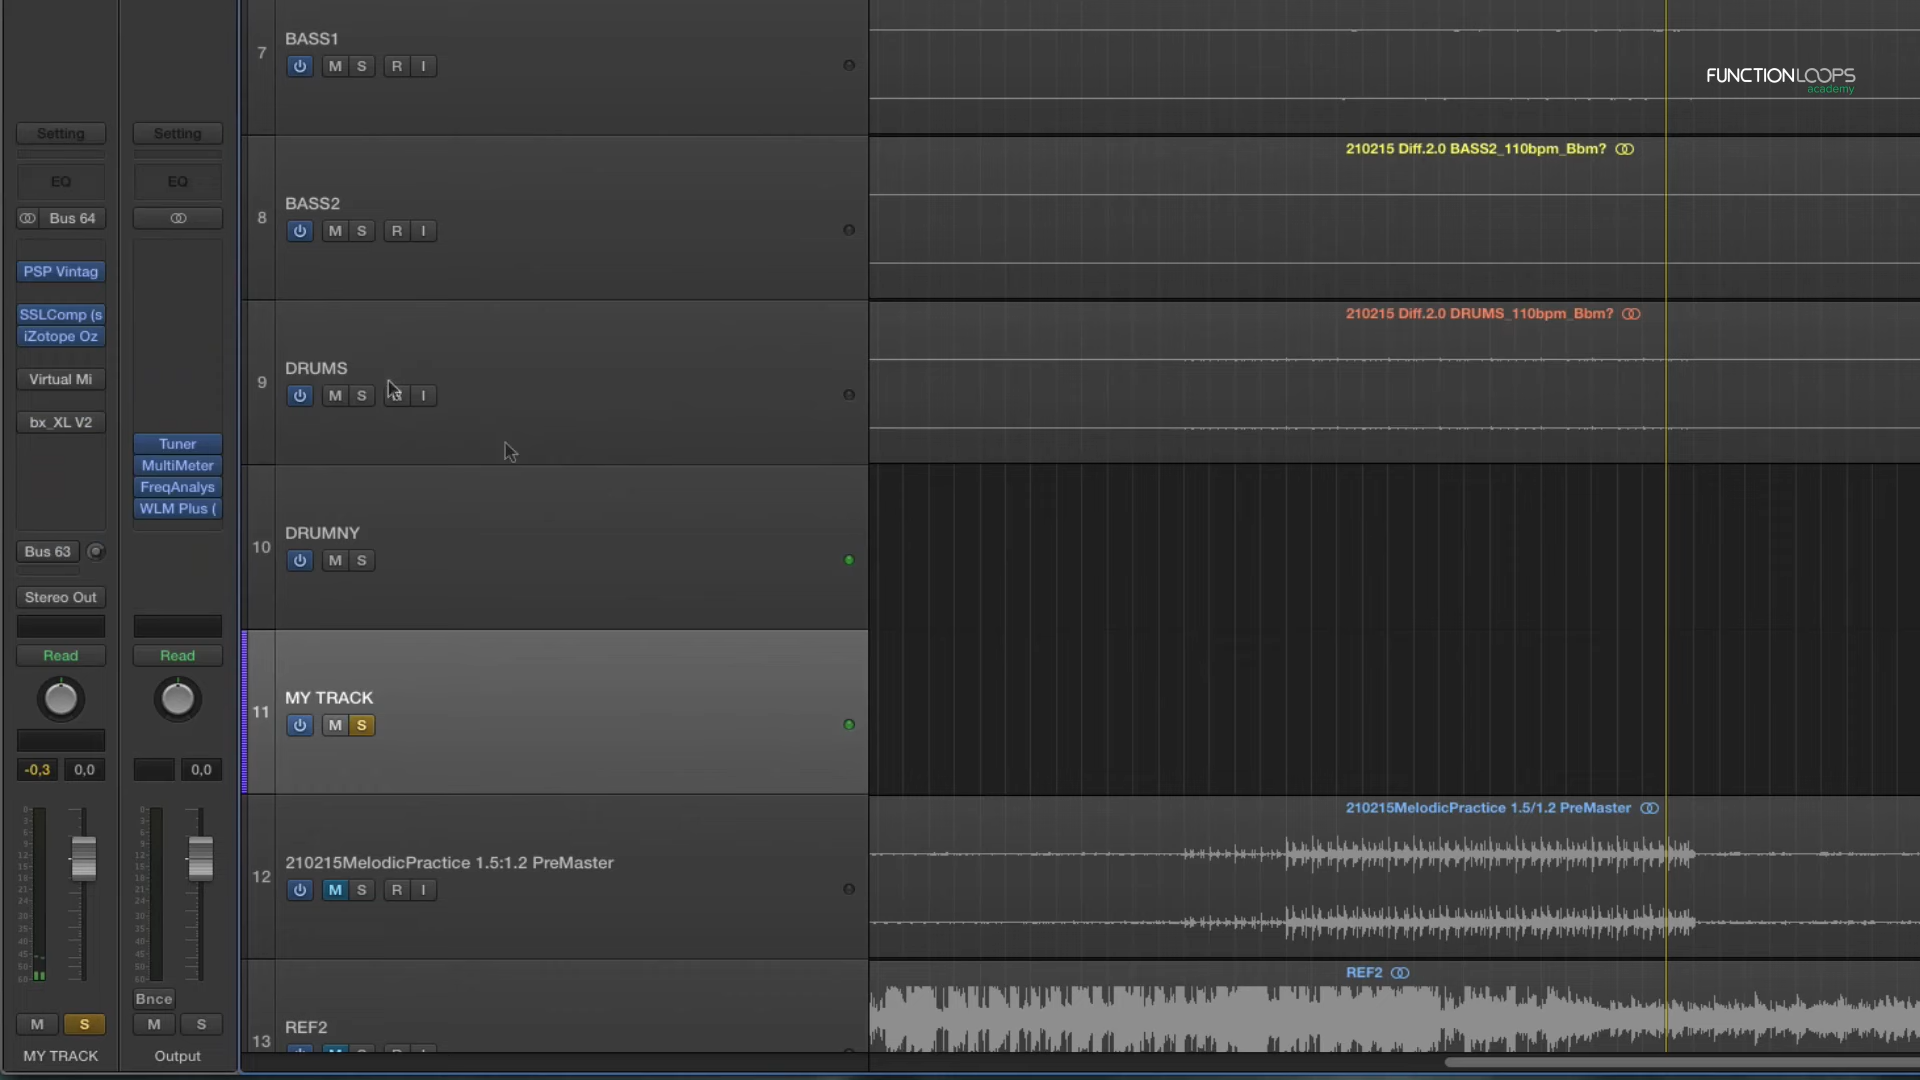 7
BASS1
M S R I
FUNCTION LOOPS
academy
Setting
Setting
210215 Diff.2.0 BASS2_110bpm_Bbm?
EQ
EQ
8
BASS2
Bus 64
M S R I
PSP Vintag
SSLComp (s
210215 Diff.2.0 DRUMS_110bpm_Bbm?
iZotope Oz
9
DRUMS
Virtual Mi
M S I
bx_XL V2
Tuner
MultiMeter
FreqAnalys
WLM Plus (
10
DRUMNY
Bus 63
M S
Stereo Out
Read
Read
11
MY TRACK
M S
-0,3 0,0
0,0
210215MelodicPractice 1.5/1.2 PreMaster
12
210215MelodicPractice 1.5:1.2 PreMaster
M S R I
REF2
Bnce
13
REF2
M S
M S
MY TRACK
Output